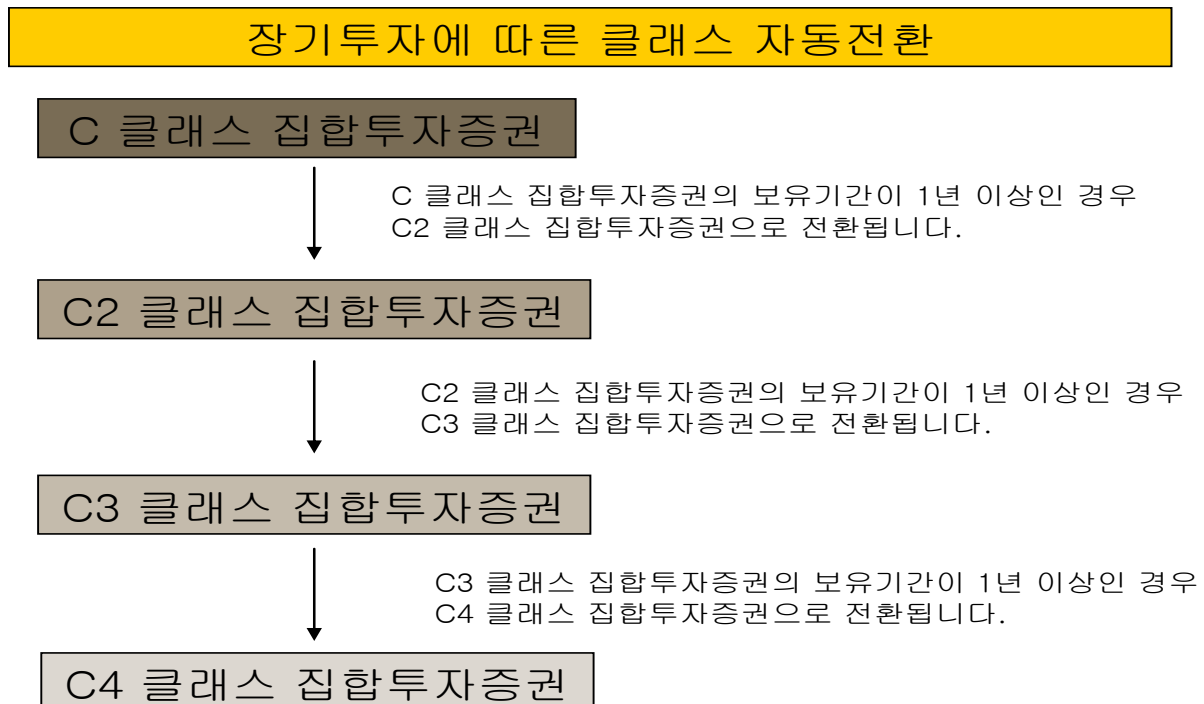 장기투자에 따른 클래스 자동전환
C 클래스 집합투자증권
C 클래스 집합투자증권의 보유기간이 1년 이상인 경우
C2 클래스 집합투자증권으로 전환됩니다.
C2 클래스 집합투자증권
C2 클래스 집합투자증권의 보유기간이 1년 이상인 경우
C3 클래스 집합투자증권으로 전환됩니다.
C3 클래스 집합투자증권
C3 클래스 집합투자증권의 보유기간이 1년 이상인 경우
C4 클래스 집합투자증권으로 전환됩니다.
C4 클래스 집합투자증권